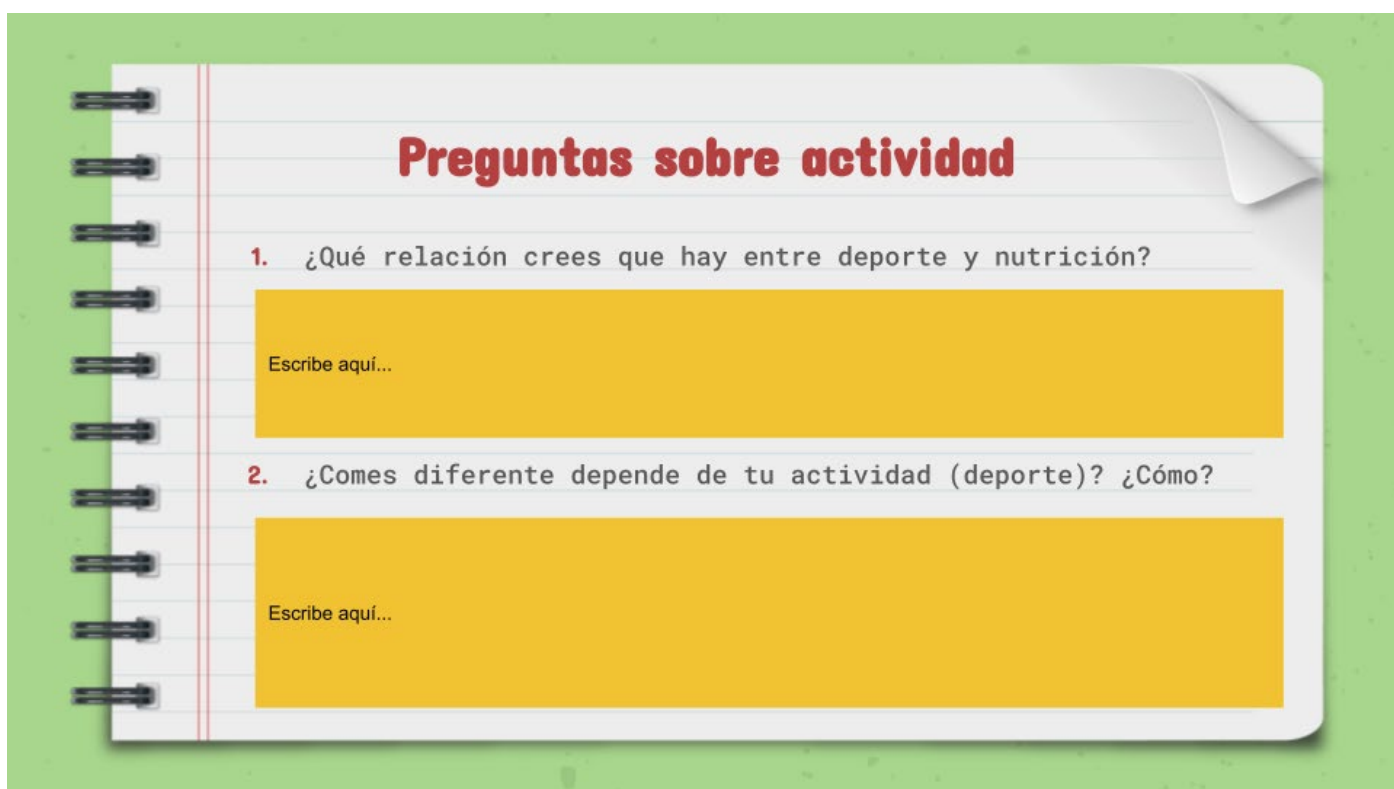 Preguntas sobre actividad
1. ¿Qué relación crees que hay entre deporte y nutrición?
Escribe aquí...
2. ¿Comes diferente depende de tu actividad (deporte)? ¿Cómo?
Escribe aquí...